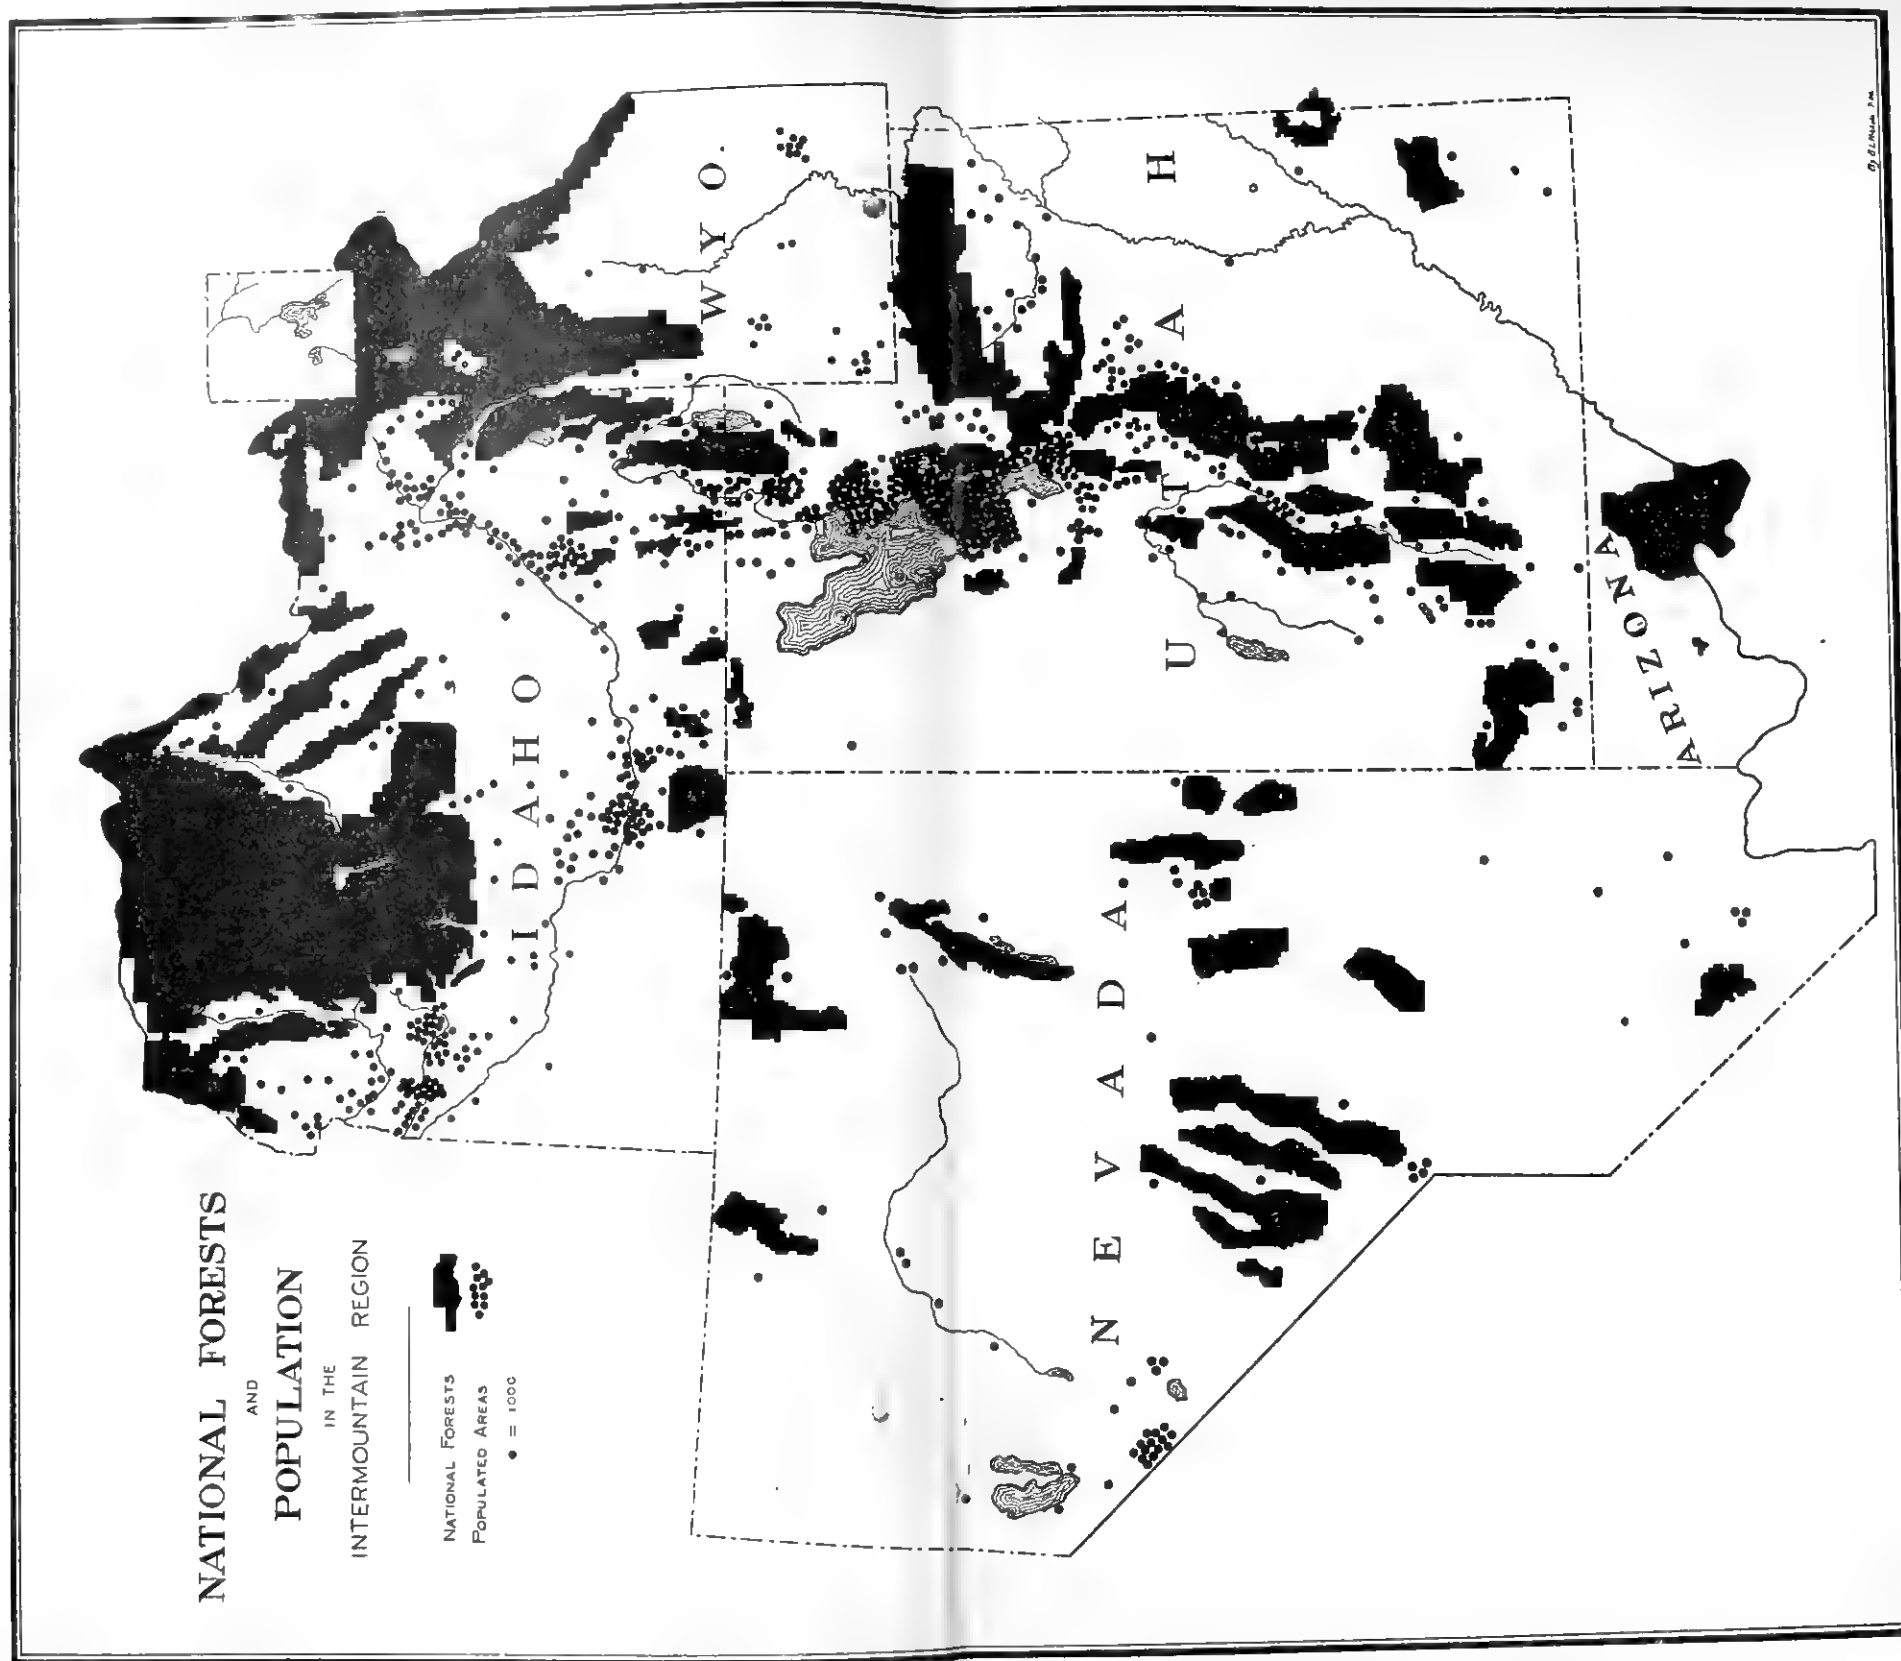 NATIONAL FORESTS
AND
POPULATION
IN THE
INTERMOUNTAIN REGION
NATIONAL FORESTS
POPULATED AREAS
● = 1000
IDAHO
WYO.
UTAH
NEVADA
ARIZONA